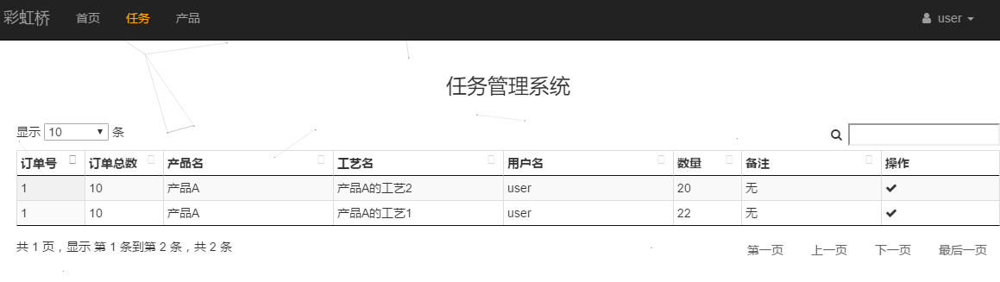 彩虹桥 首页 任务 产品 user
任务管理系统
显示 10 条
订单号 订单总数 产品名 工艺名 用户名 数量 备注 操作
1 10 产品A 产品A的工艺2 user 20 无
1 10 产品A 产品A的工艺1 user 22 无
共 1 页，显示 第 1 条到第 2 条，共 2 条 第一页 上一页 下一页 最后一页